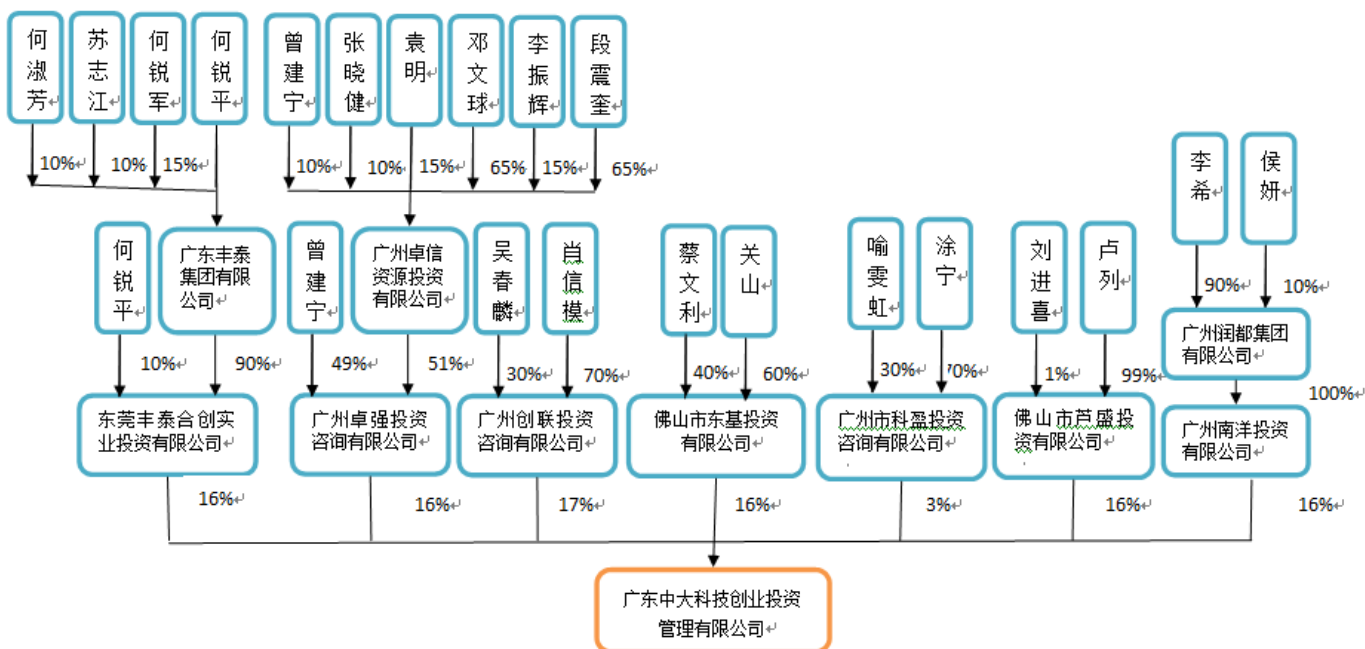 何淑芳
苏志江
何锐军
何锐平
曾建宁
张晓健
袁明
邓文球
李振辉
段震奎
10%
10%
15%
10%
10%
15%
65%
15%
65%
李希
侯妍
90%
10%
何锐平
广东丰泰
集团有限
公司
曾建宁
广州卓信
资源投资
有限公司
吴春麟
肖信模
蔡文利
关山
喻雯虹
涂宁
刘进喜
卢列
广州润都集团
有限公司
10%
90%
49%
51%
30%
70%
40%
60%
30%
70%
1%
99%
100%
东莞丰泰合创实
业投资有限公司
广州卓强投资
咨询有限公司
广州创联投资
咨询有限公司
佛山市东基投资
有限公司
广州市科盈投资
咨询有限公司
佛山市芦盛投
资有限公司
广州南洋投资
有限公司
16%
16%
17%
16%
3%
16%
16%
广东中大科技创业投资
管理有限公司